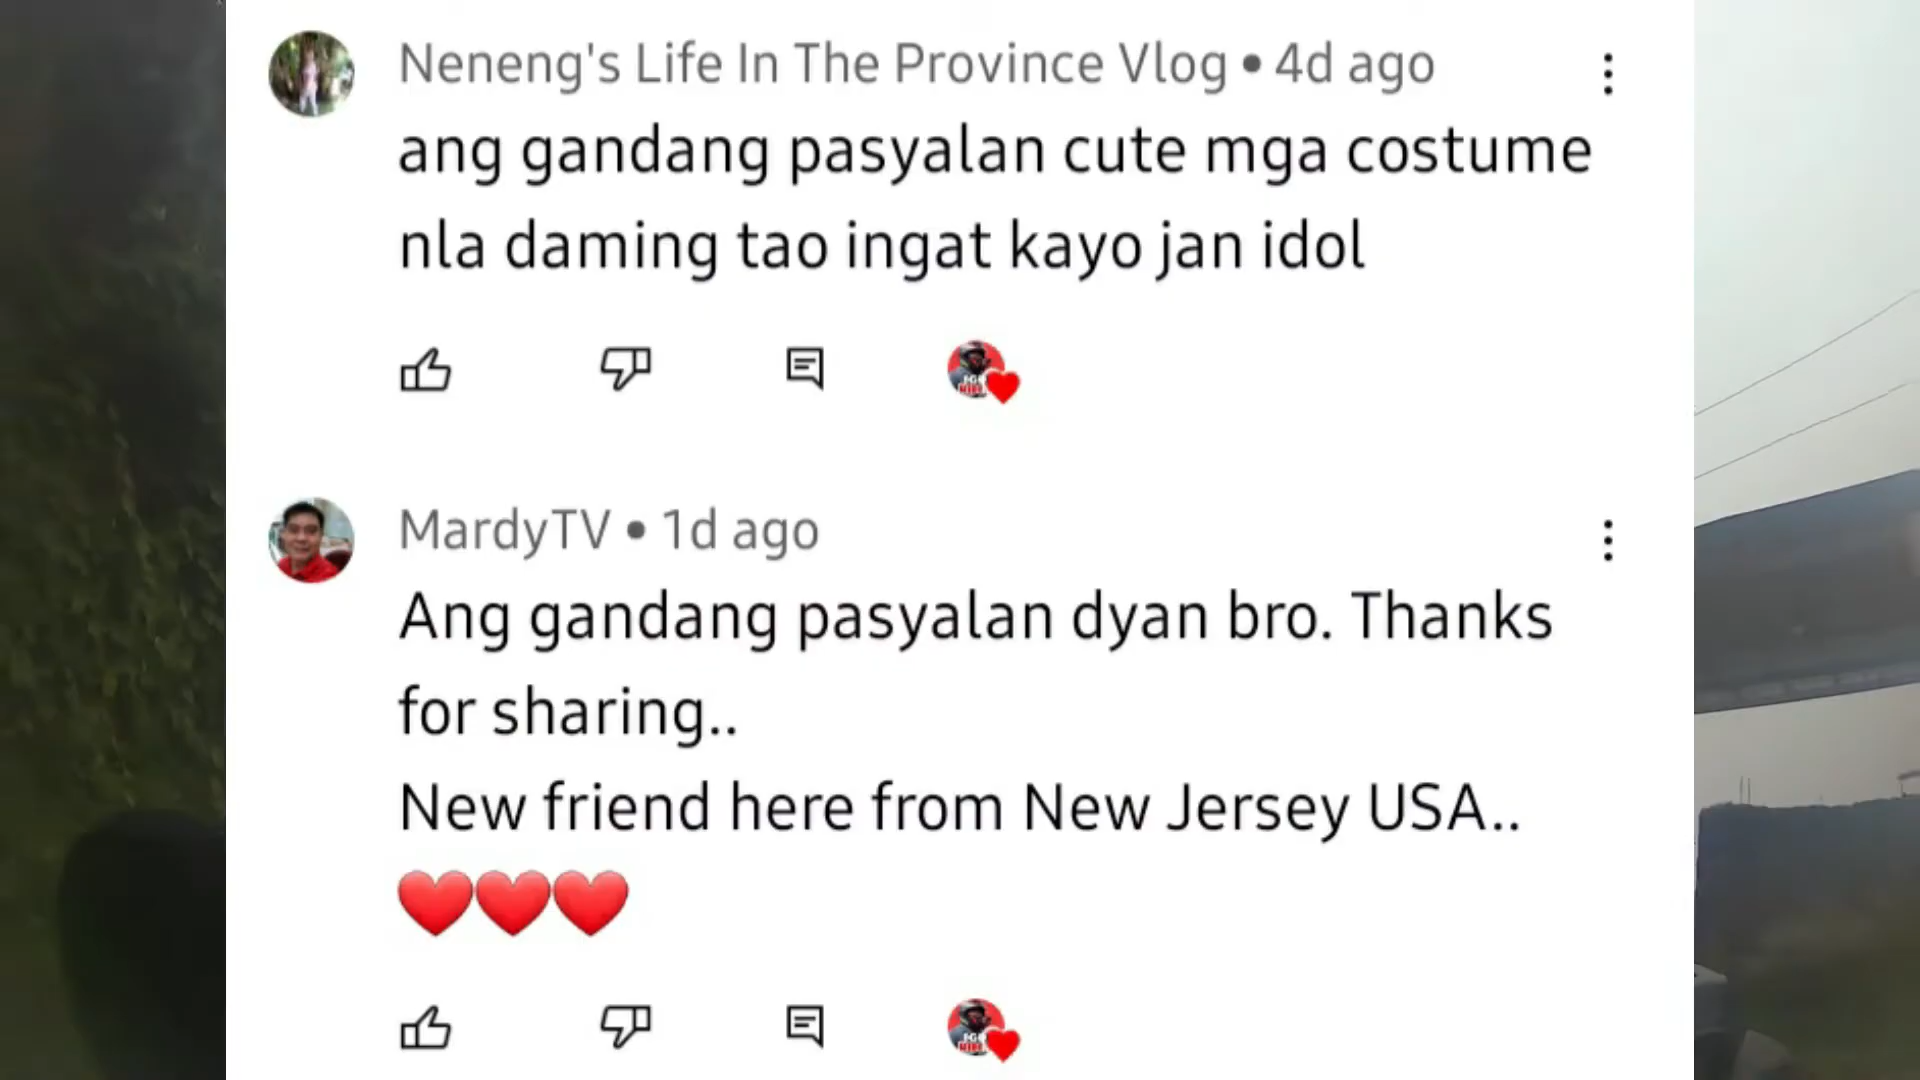 Neneng's Life In The Province Vlog • 4d ago
ang gandang pasyalan cute mga costume
nla daming tao ingat kayo jan idol
MardyTV • 1d ago
Ang gandang pasyalan dyan bro. Thanks
for sharing..
New friend here from New Jersey USA..
❤️❤️❤️